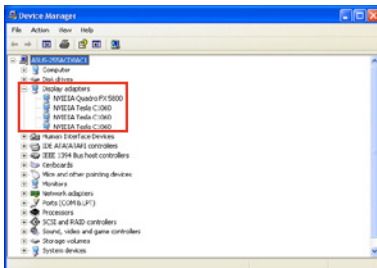 Device Manager
File Action View Help
Computer
Disk drives
Display adapters
NVIDIA Quadro FX 5800
NVIDIA Tesla C1060
NVIDIA Tesla C1060
NVIDIA Tesla C1060
Human Interface Devices
IDE ATA/ATAPI controllers
IEEE 1394 Bus host controllers
Keyboards
Mice and other pointing devices
Monitors
Network adapters
Ports (COM & LPT)
Processors
SCSI and RAID controllers
Sound, video and game controllers
Storage volumes
System devices